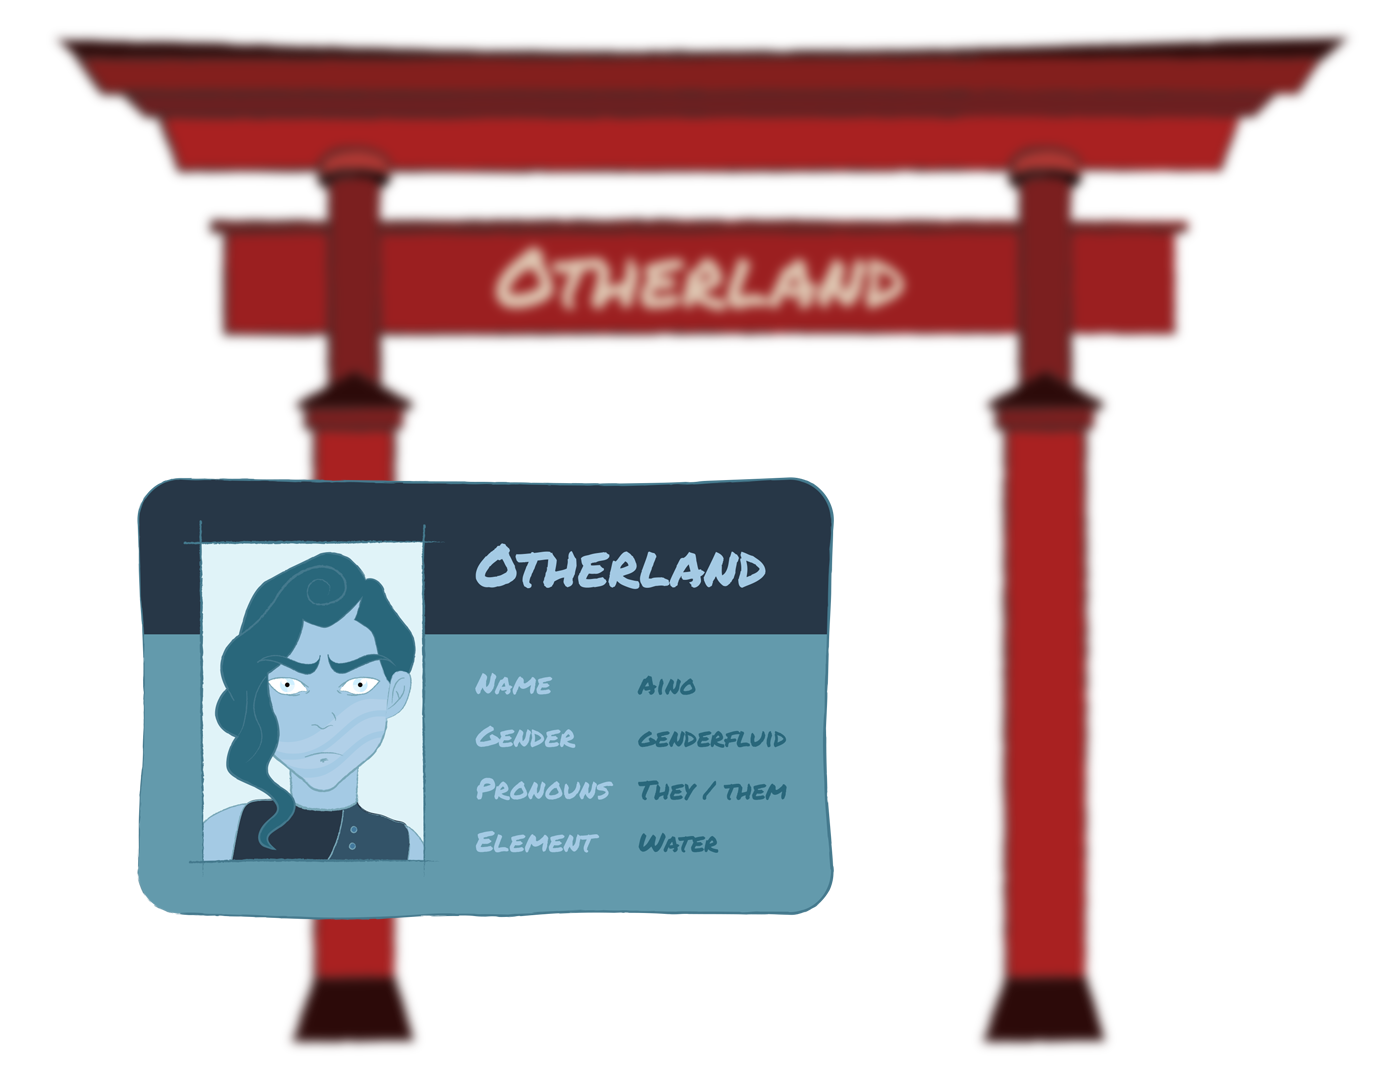 Otherland
Otherland
Name Aino
Gender genderfluid
Pronouns They / them
Element Water